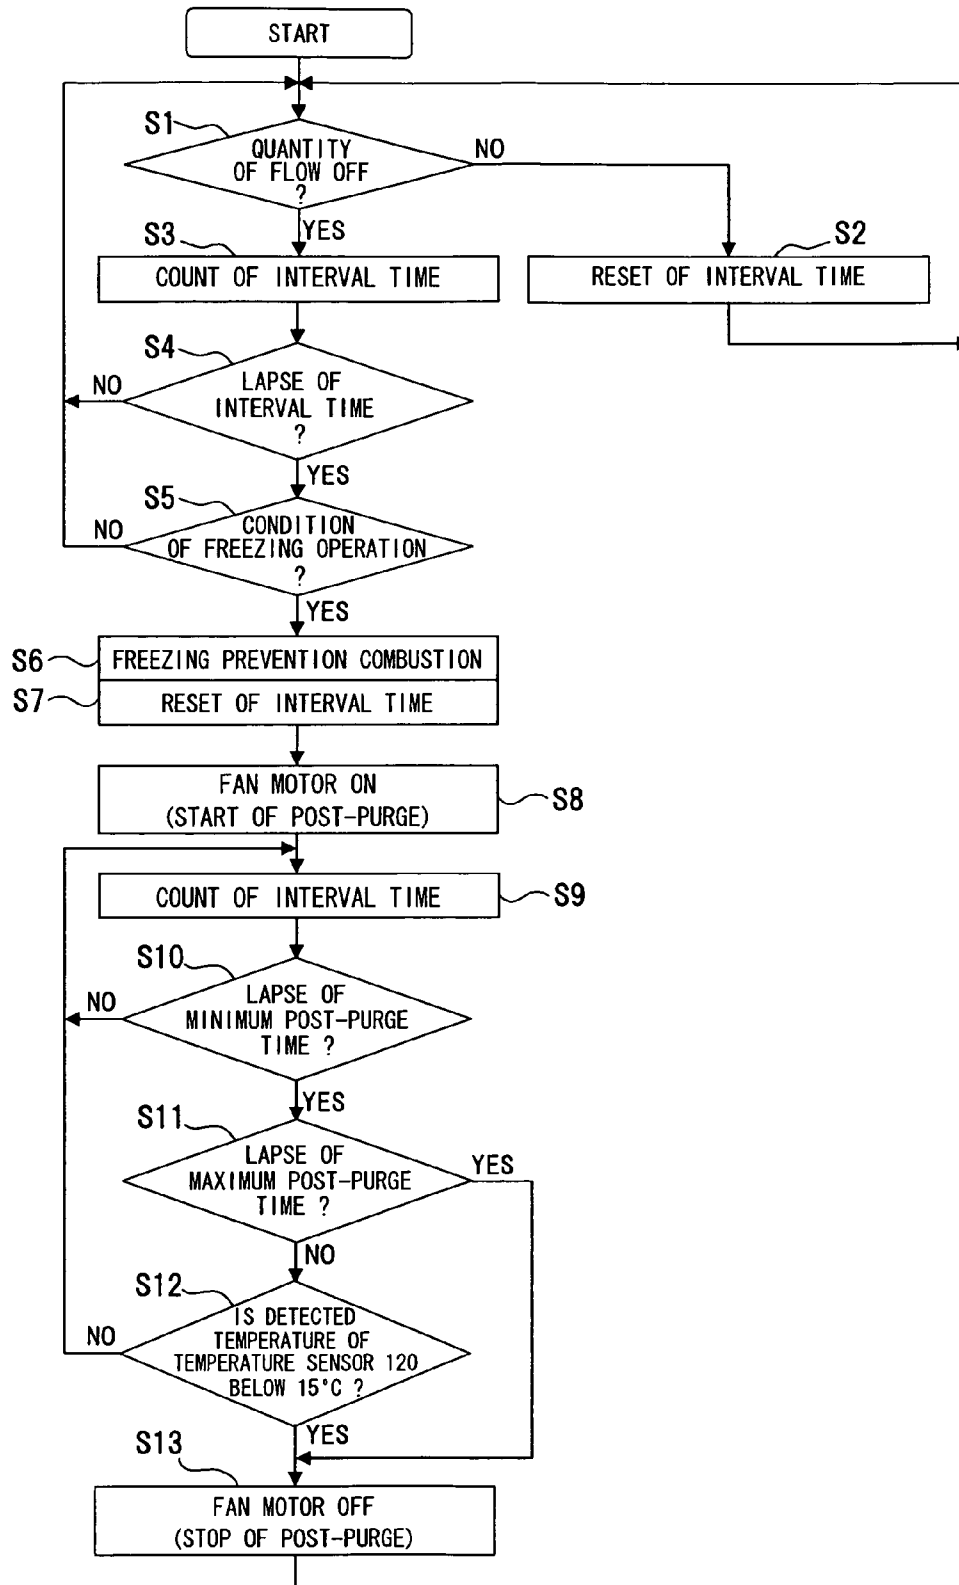 START
S1
QUANTITY
OF FLOW OFF
?
NO
YES
S3
COUNT OF INTERVAL TIME
S2
RESET OF INTERVAL TIME
S4
LAPSE OF
INTERVAL TIME
?
NO
YES
S5
CONDITION
OF FREEZING OPERATION
?
NO
YES
S6
FREEZING PREVENTION COMBUSTION
S7
RESET OF INTERVAL TIME
FAN MOTOR ON
(START OF POST-PURGE)
S8
COUNT OF INTERVAL TIME
S9
S10
LAPSE OF
MINIMUM POST-PURGE
TIME ?
NO
YES
S11
LAPSE OF
MAXIMUM POST-PURGE
TIME ?
YES
NO
S12
IS DETECTED
TEMPERATURE OF
TEMPERATURE SENSOR 120
BELOW 15°C ?
NO
YES
S13
FAN MOTOR OFF
(STOP OF POST-PURGE)